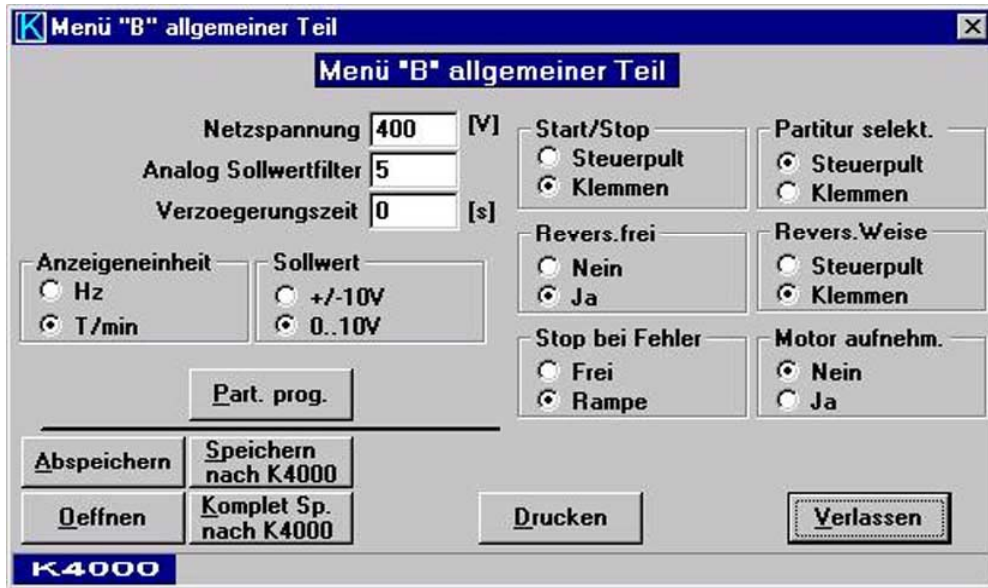 K Menü "B" allgemeiner Teil
Menü "B" allgemeiner Teil
Netzspannung 400 [V]
Analog Sollwertfilter 5
Verzoegerungszeit 0 [s]
Anzeigeneinheit
Hz
T/min
Sollwert
+/-10V
0..10V
Start/Stop
Steuerpult
Klemmen
Partitur selekt.
Steuerpult
Klemmen
Revers.frei
Nein
Ja
Revers.Weise
Steuerpult
Klemmen
Stop bei Fehler
Frei
Rampe
Motor aufnehm.
Nein
Ja
Part. prog.
Abspeichern
Speichern
nach K4000
Oeffnen
Komplet Sp.
nach K4000
Drucken
Verlassen
K4000